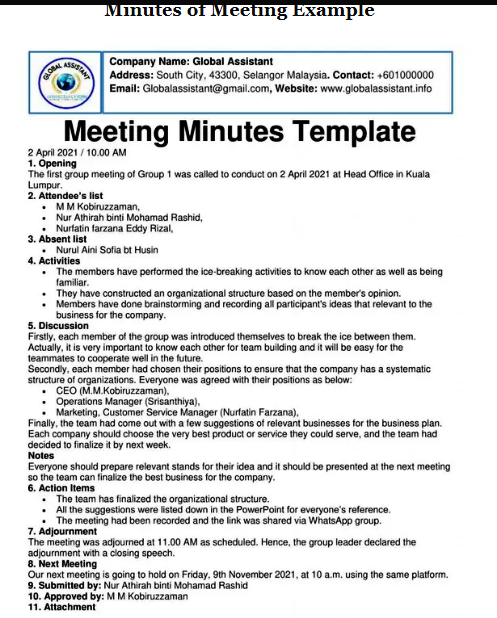 Minutes of Meeting Example
GLOBAL ASSISTANT
Company Name: Global Assistant
Address: South City, 43300, Selangor Malaysia. Contact: +601000000
Email: Globalassistant@gmail.com, Website: www.globalassistant.info
Meeting Minutes Template
2 April 2021 / 10.00 AM
1. Opening
The first group meeting of Group 1 was called to conduct on 2 April 2021 at Head Office in Kuala
Lumpur.
2. Attendee's list
• M M Kobiruzzaman,
• Nur Athirah binti Mohamad Rashid,
• Nurfatin farzana Eddy Rizal,
3. Absent list
• Nurul Aini Sofia bt Husin
4. Activities
• The members have performed the ice-breaking activities to know each other as well as being
familiar.
• They have constructed an organizational structure based on the member's opinion.
• Members have done brainstorming and recording all participant's ideas that relevant to the
business for the company.
5. Discussion
Firstly, each member of the group was introduced themselves to break the ice between them.
Actually, it is very important to know each other for team building and it will be easy for the
teammates to cooperate well in the future.
Secondly, each member had chosen their positions to ensure that the company has a systematic
structure of organizations. Everyone was agreed with their positions as below:
• CEO (M.M.Kobiruzzaman),
• Operations Manager (Srisanthiya),
• Marketing, Customer Service Manager (Nurfatin Farzana),
Finally, the team had come out with a few suggestions of relevant businesses for the business plan.
Each company should choose the very best product or service they could serve, and the team had
decided to finalize it by next week.
Notes
Everyone should prepare relevant stands for their idea and it should be presented at the next meeting
so the team can finalize the best business for the company.
6. Action Items
• The team has finalized the organizational structure.
• All the suggestions were listed down in the PowerPoint for everyone's reference.
• The meeting had been recorded and the link was shared via WhatsApp group.
7. Adjournment
The meeting was adjourned at 11.00 AM as scheduled. Hence, the group leader declared the
adjournment with a closing speech.
8. Next Meeting
Our next meeting is going to hold on Friday, 9th November 2021, at 10 a.m. using the same platform.
9. Submitted by: Nur Athirah binti Mohamad Rashid
10. Approved by: M M Kobiruzzaman
11. Attachment